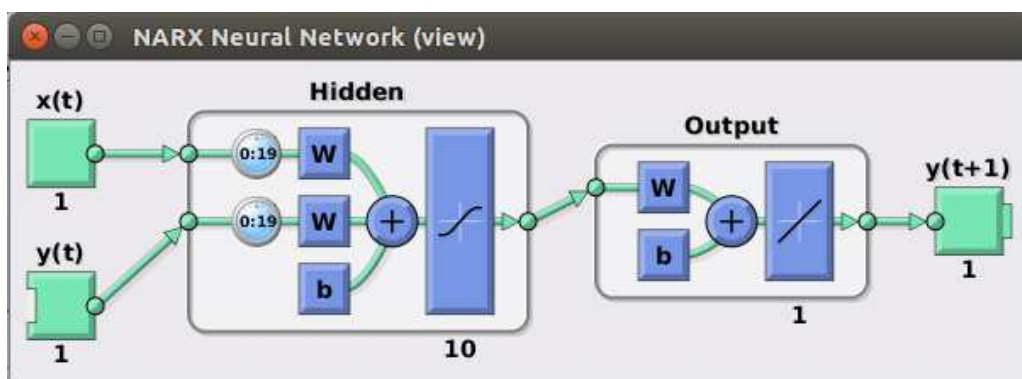 NARX Neural Network (view)
Hidden
x(t)
Output
0:19
W
1
W
y(t+1)
0:19
W
y(t)
b
b
1
1
1
10